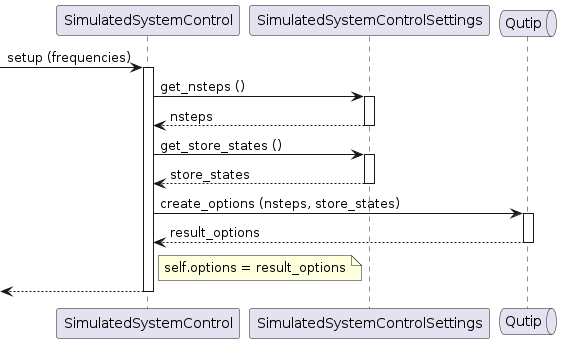 SimulatedSystemControl
SimulatedSystemControlSettings
Qutip
setup (frequencies)
get_nsteps ()
nsteps
get_store_states ()
store_states
create_options (nsteps, store_states)
result_options
self.options = result_options
SimulatedSystemControl
SimulatedSystemControlSettings
Qutip